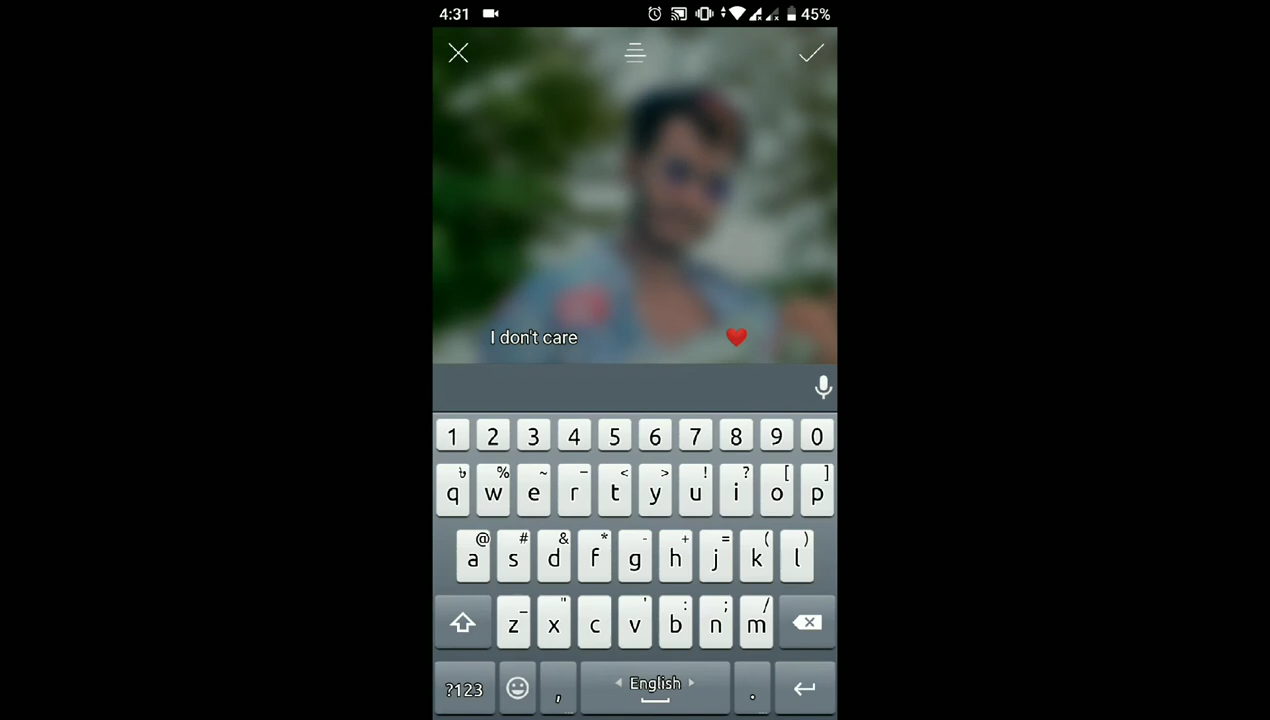 4:31 45%
I don't care ❤️
1 2 3 4 5 6 7 8 9 0
৳ % ~ – < > ! ? [ ]
q w e r t y u i o p
@ # & * - + = ( )
a s d f g h j k l
_ " ' : ; /
z x c v b n m
?123 , English .